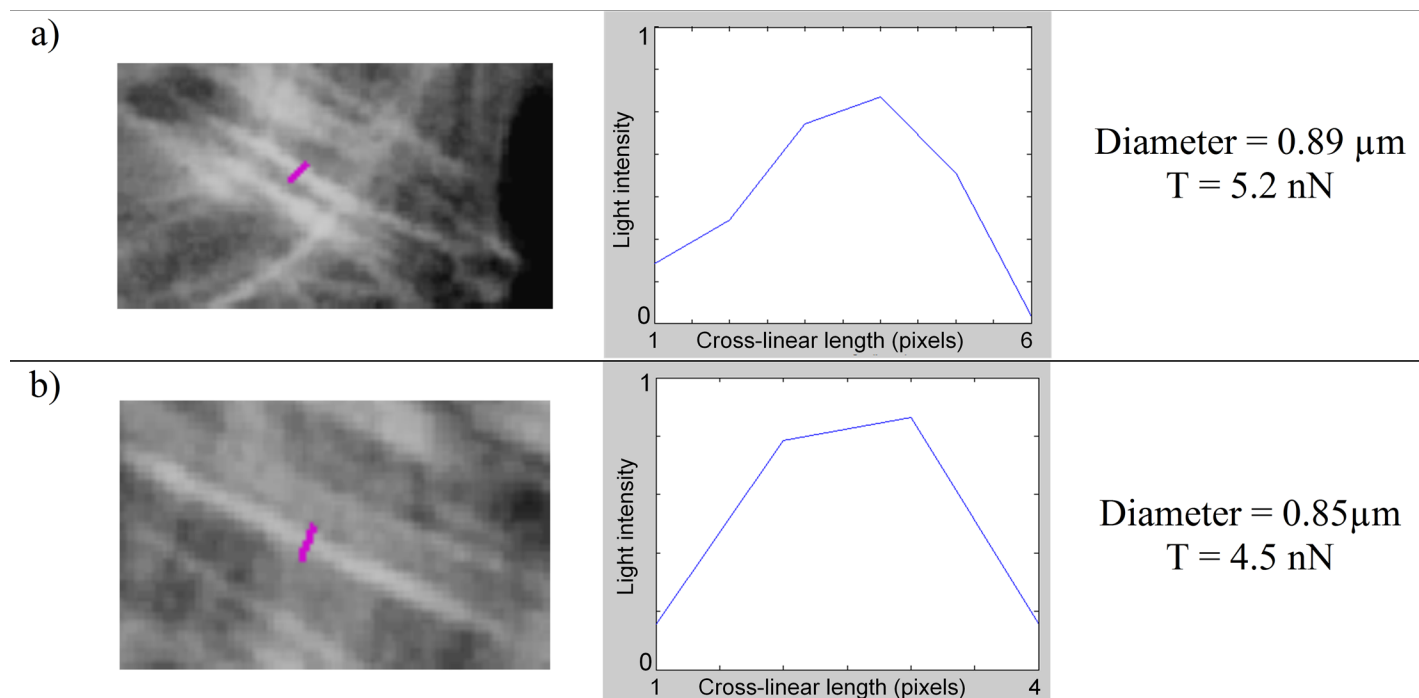 a)
1
Light intensity
0
1 Cross-linear length (pixels) 6
Diameter = 0.89 µm
T = 5.2 nN
b)
1
Light intensity
0
1 Cross-linear length (pixels) 4
Diameter = 0.85µm
T = 4.5 nN